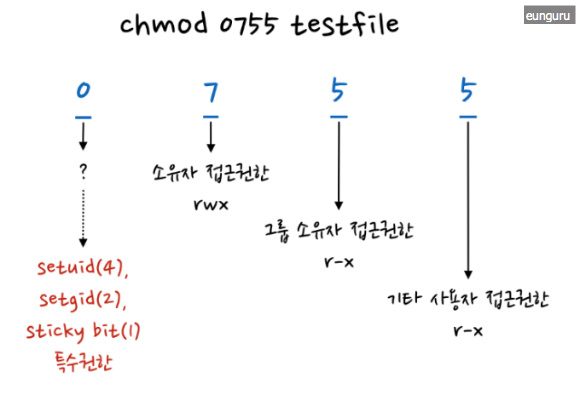 eunguru
chmod 0755 testfile
0 7 5 5
?
소유자 접근권한
rwx
그룹 소유자 접근권한
r-x
setuid(4),
setgid(2),
sticky bit(1)
특수권한
기타 사용자 접근권한
r-x